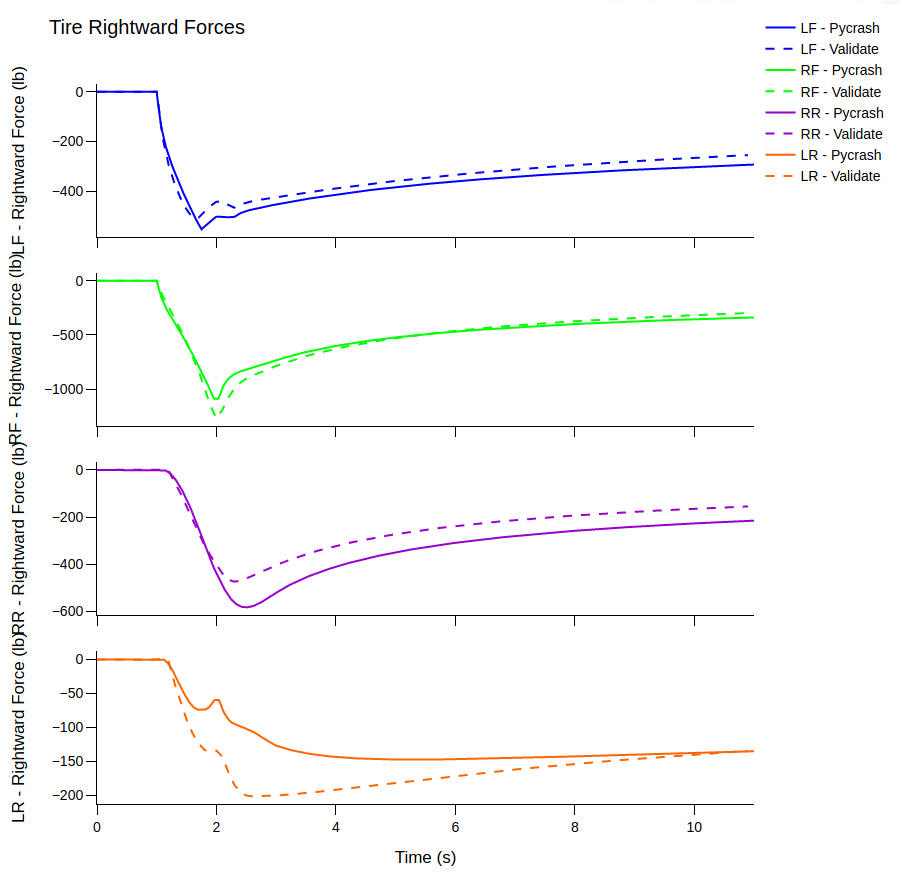 Tire Rightward Forces
LF - Pycrash
LF - Validate
RF - Pycrash
RF - Validate
RR - Pycrash
RR - Validate
LR - Pycrash
LR - Validate
LF - Rightward Force (lb)
0
−200
−400
RF - Rightward Force (lb)
0
−500
−1000
RR - Rightward Force (lb)
0
−200
−400
−600
LR - Rightward Force (lb)
0
−50
−100
−150
−200
0 2 4 6 8 10
Time (s)